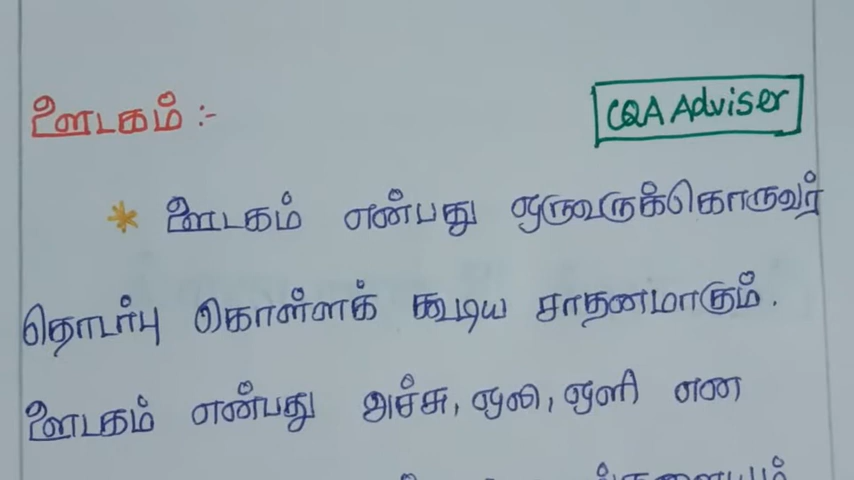 ஊடகம் :-
CQA Adviser
* ஊடகம் என்பது ஒருவருக்கொருவர்
தொடர்பு கொள்ளக் கூடிய சாதனமாகும்.
ஊடகம் என்பது அச்சு, ஒலி, ஒளி என